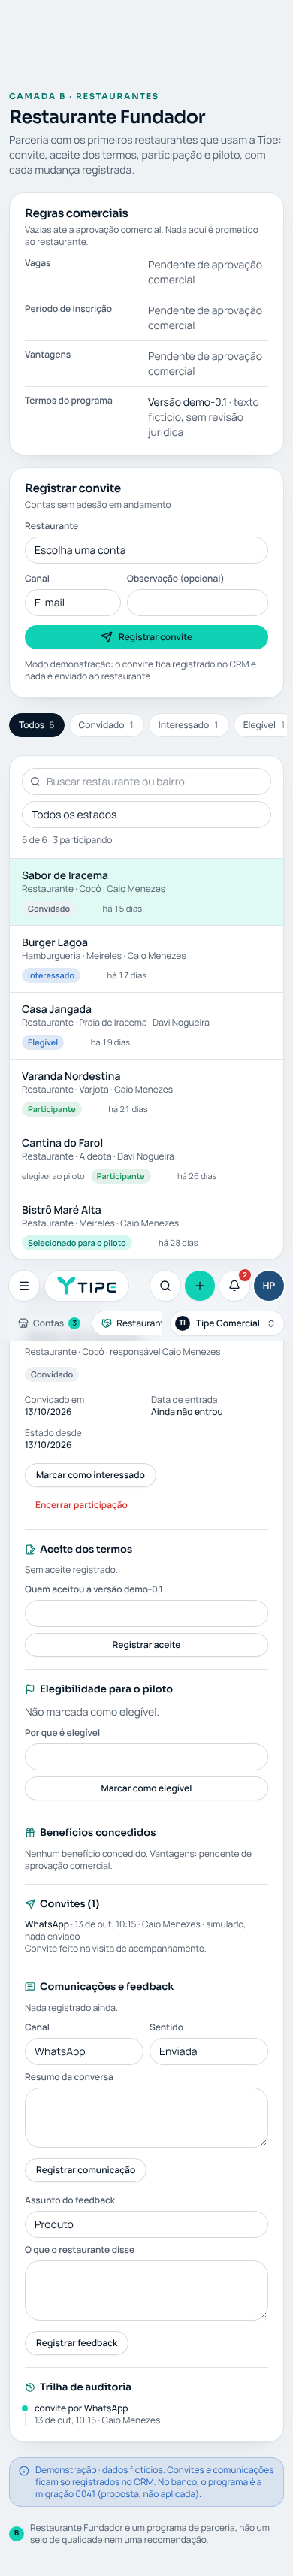 CAMADA B · RESTAURANTES
Restaurante Fundador
Parceria com os primeiros restaurantes que usam a Tipe:
convite, aceite dos termos, participação e piloto, com
cada mudança registrada.
Regras comerciais
Vazias até a aprovação comercial. Nada aqui é prometido
ao restaurante.
Vagas
Pendente de aprovação
comercial
Período de inscrição
Pendente de aprovação
comercial
Vantagens
Pendente de aprovação
comercial
Termos do programa
Versão demo-0.1 · texto
fictício, sem revisão
jurídica
Registrar convite
Contas sem adesão em andamento
Restaurante
Escolha uma conta
Canal
Observação (opcional)
E-mail
Registrar convite
Modo demonstração: o convite fica registrado no CRM e
nada é enviado ao restaurante.
Todos 6
Convidado 1
Interessado 1
Elegível 1
Buscar restaurante ou bairro
Todos os estados
6 de 6 · 3 participando
Sabor de Iracema
Restaurante · Cocó · Caio Menezes
Convidado
há 15 dias
Burger Lagoa
Hamburgueria · Meireles · Caio Menezes
Interessado
há 17 dias
Casa Jangada
Restaurante · Praia de Iracema · Davi Nogueira
Elegível
há 19 dias
Varanda Nordestina
Restaurante · Varjota · Caio Menezes
Participante
há 21 dias
Cantina do Farol
Restaurante · Aldeota · Davi Nogueira
elegível ao piloto
Participante
há 26 dias
Bistrô Maré Alta
Restaurante · Meireles · Caio Menezes
Selecionado para o piloto
há 28 dias
TIPE
2
HP
Contas 3
Restaurant
TI
Tipe Comercial
Restaurante · Cocó · responsável Caio Menezes
Convidado
Convidado em
13/10/2026
Data de entrada
Ainda não entrou
Estado desde
13/10/2026
Marcar como interessado
Encerrar participação
Aceite dos termos
Sem aceite registrado.
Quem aceitou a versão demo-0.1
Registrar aceite
Elegibilidade para o piloto
Não marcada como elegível.
Por que é elegível
Marcar como elegível
Benefícios concedidos
Nenhum benefício concedido. Vantagens: pendente de
aprovação comercial.
Convites (1)
WhatsApp · 13 de out, 10:15 · Caio Menezes · simulado,
nada enviado
Convite feito na visita de acompanhamento.
Comunicações e feedback
Nada registrado ainda.
Canal
Sentido
WhatsApp
Enviada
Resumo da conversa
Registrar comunicação
Assunto do feedback
Produto
O que o restaurante disse
Registrar feedback
Trilha de auditoria
convite por WhatsApp
13 de out, 10:15 · Caio Menezes
Demonstração · dados fictícios. Convites e comunicações
ficam só registrados no CRM. No banco, o programa é a
migração 0041 (proposta, não aplicada).
B
Restaurante Fundador é um programa de parceria, não um
selo de qualidade nem uma recomendação.